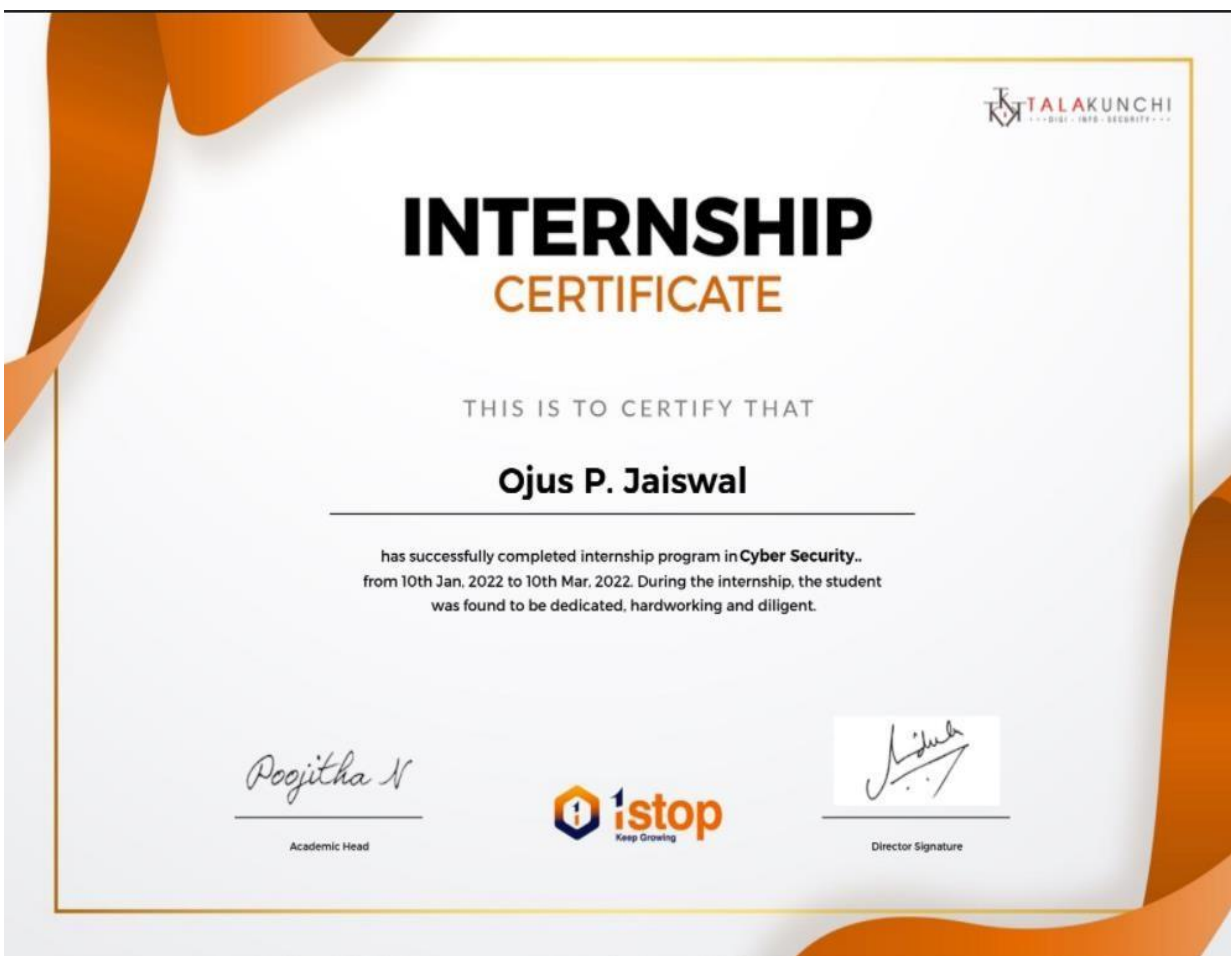 TALAKUNCHI
DIGI - INFO - SECURITY
INTERNSHIP
CERTIFICATE
THIS IS TO CERTIFY THAT
Ojus P. Jaiswal
has successfully completed internship program in Cyber Security..
from 10th Jan, 2022 to 10th Mar, 2022. During the internship, the student
was found to be dedicated, hardworking and diligent.
Poojitha N
1stop
Keep Growing
Academic Head
Director Signature